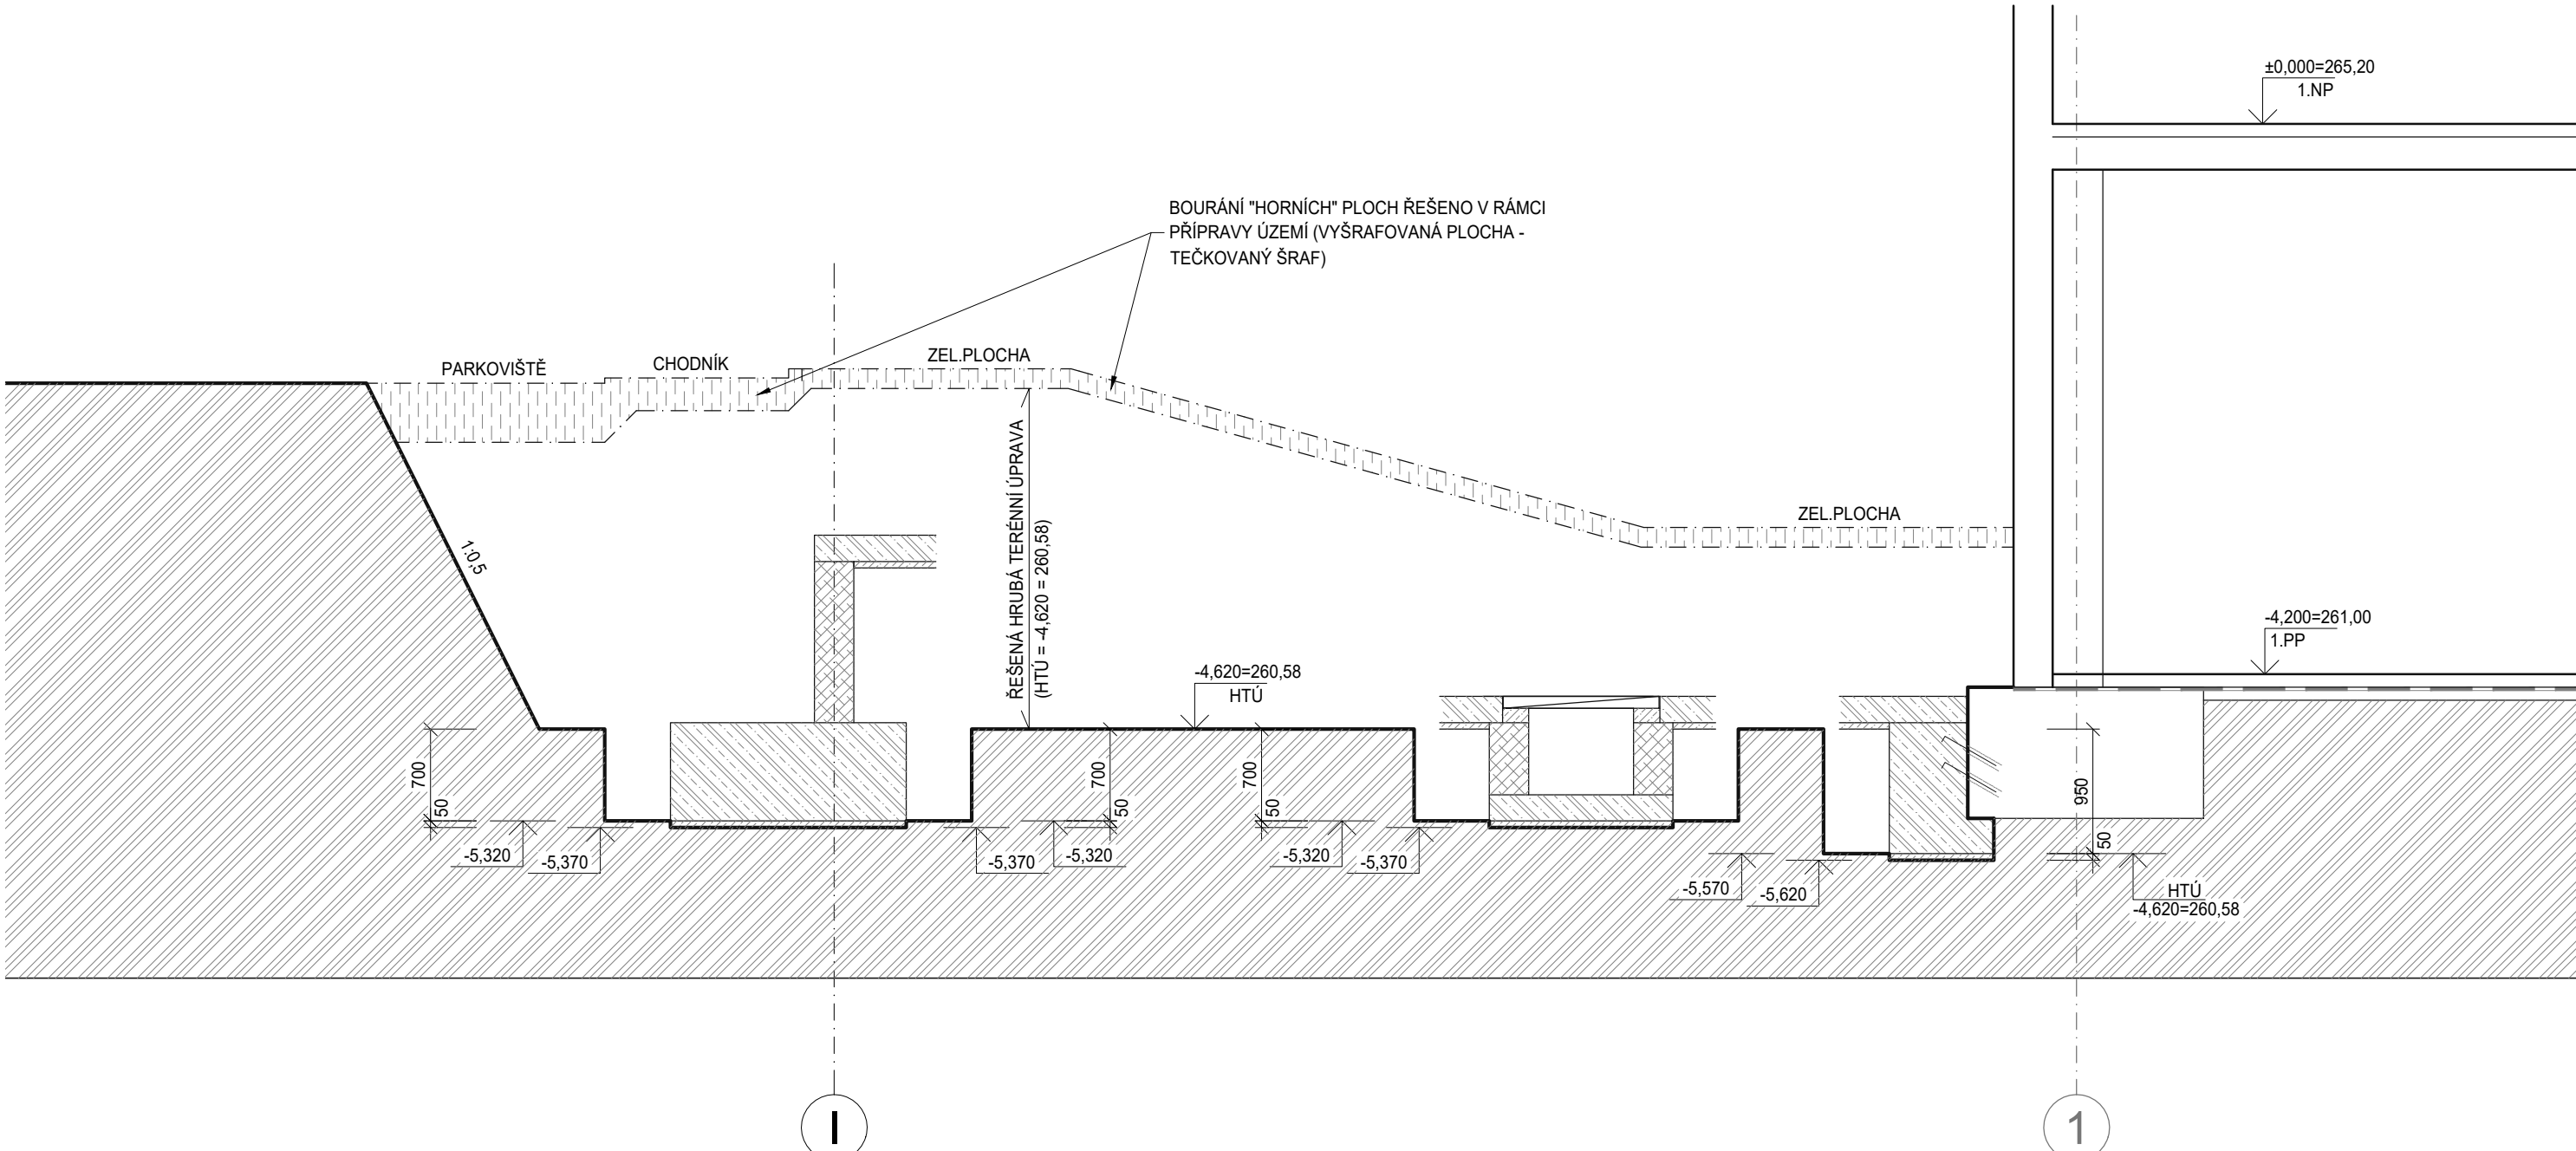 ±0,000=265,20
1.NP
BOURÁNÍ "HORNÍCH" PLOCH ŘEŠENO V RÁMCI
PŘÍPRAVY ÚZEMÍ (VYŠRAFOVANÁ PLOCHA -
TEČKOVANÝ ŠRAF)
PARKOVIŠTĚ
CHODNÍK
ZEL.PLOCHA
ZEL.PLOCHA
1:0,5
ŘEŠENÁ HRUBÁ TERÉNNÍ ÚPRAVA
(HTÚ = -4,620 = 260,58)
-4,620=260,58
HTÚ
-4,200=261,00
1.PP
700
50
700
50
700
50
950
50
-5,320
-5,370
-5,370
-5,320
-5,320
-5,370
-5,570
-5,620
HTÚ
-4,620=260,58
I
1